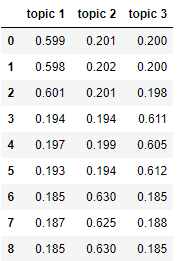 topic 1 topic 2 topic 3
0 0.599 0.201 0.200
1 0.598 0.202 0.200
2 0.601 0.201 0.198
3 0.194 0.194 0.611
4 0.197 0.199 0.605
5 0.193 0.194 0.612
6 0.185 0.630 0.185
7 0.187 0.625 0.188
8 0.185 0.630 0.185